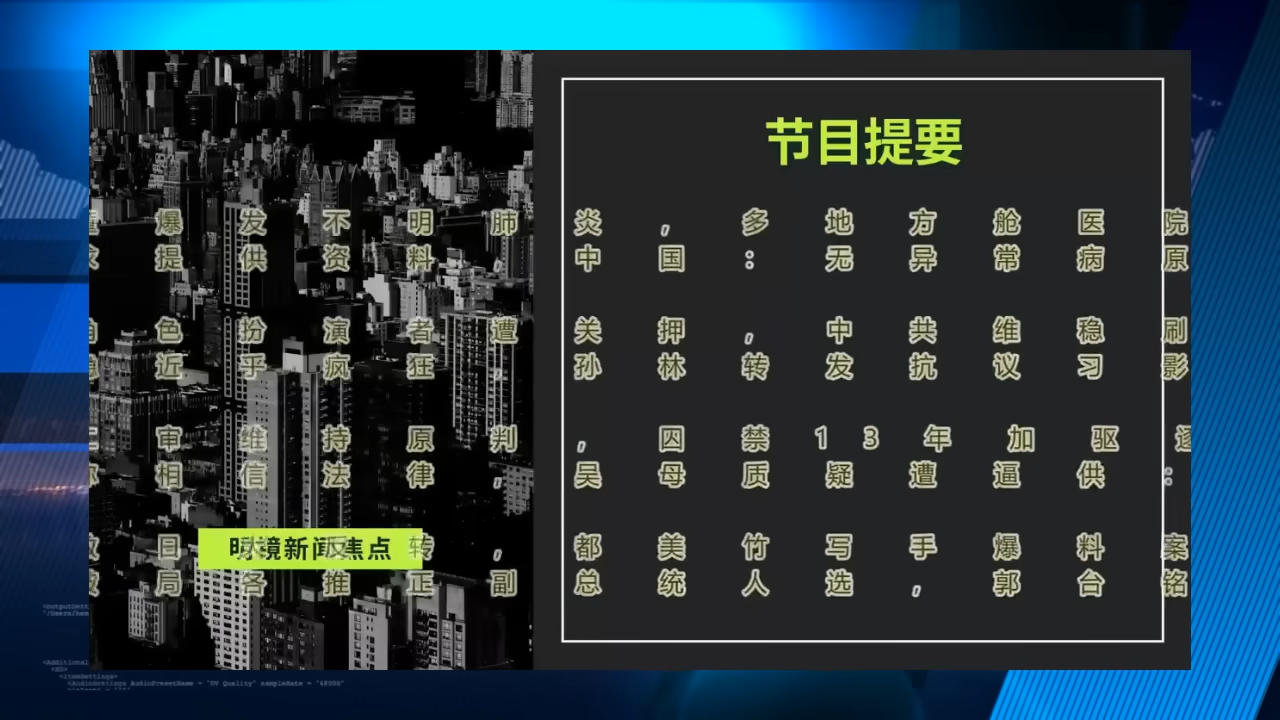 节目提要
爆发不明肺炎,多地方舱医院
提供资料,中国:无异常病原
色扮演者遭关押,中共维稳刷
近乎疯狂,孙林转发抗议习影
审维持原判,囚禁13年加驱逐
相信法律,吴母质疑遭逼供:
日大反转,都美竹写手爆料案
局各推正副总统人选,郭台铭
明镜新闻焦点